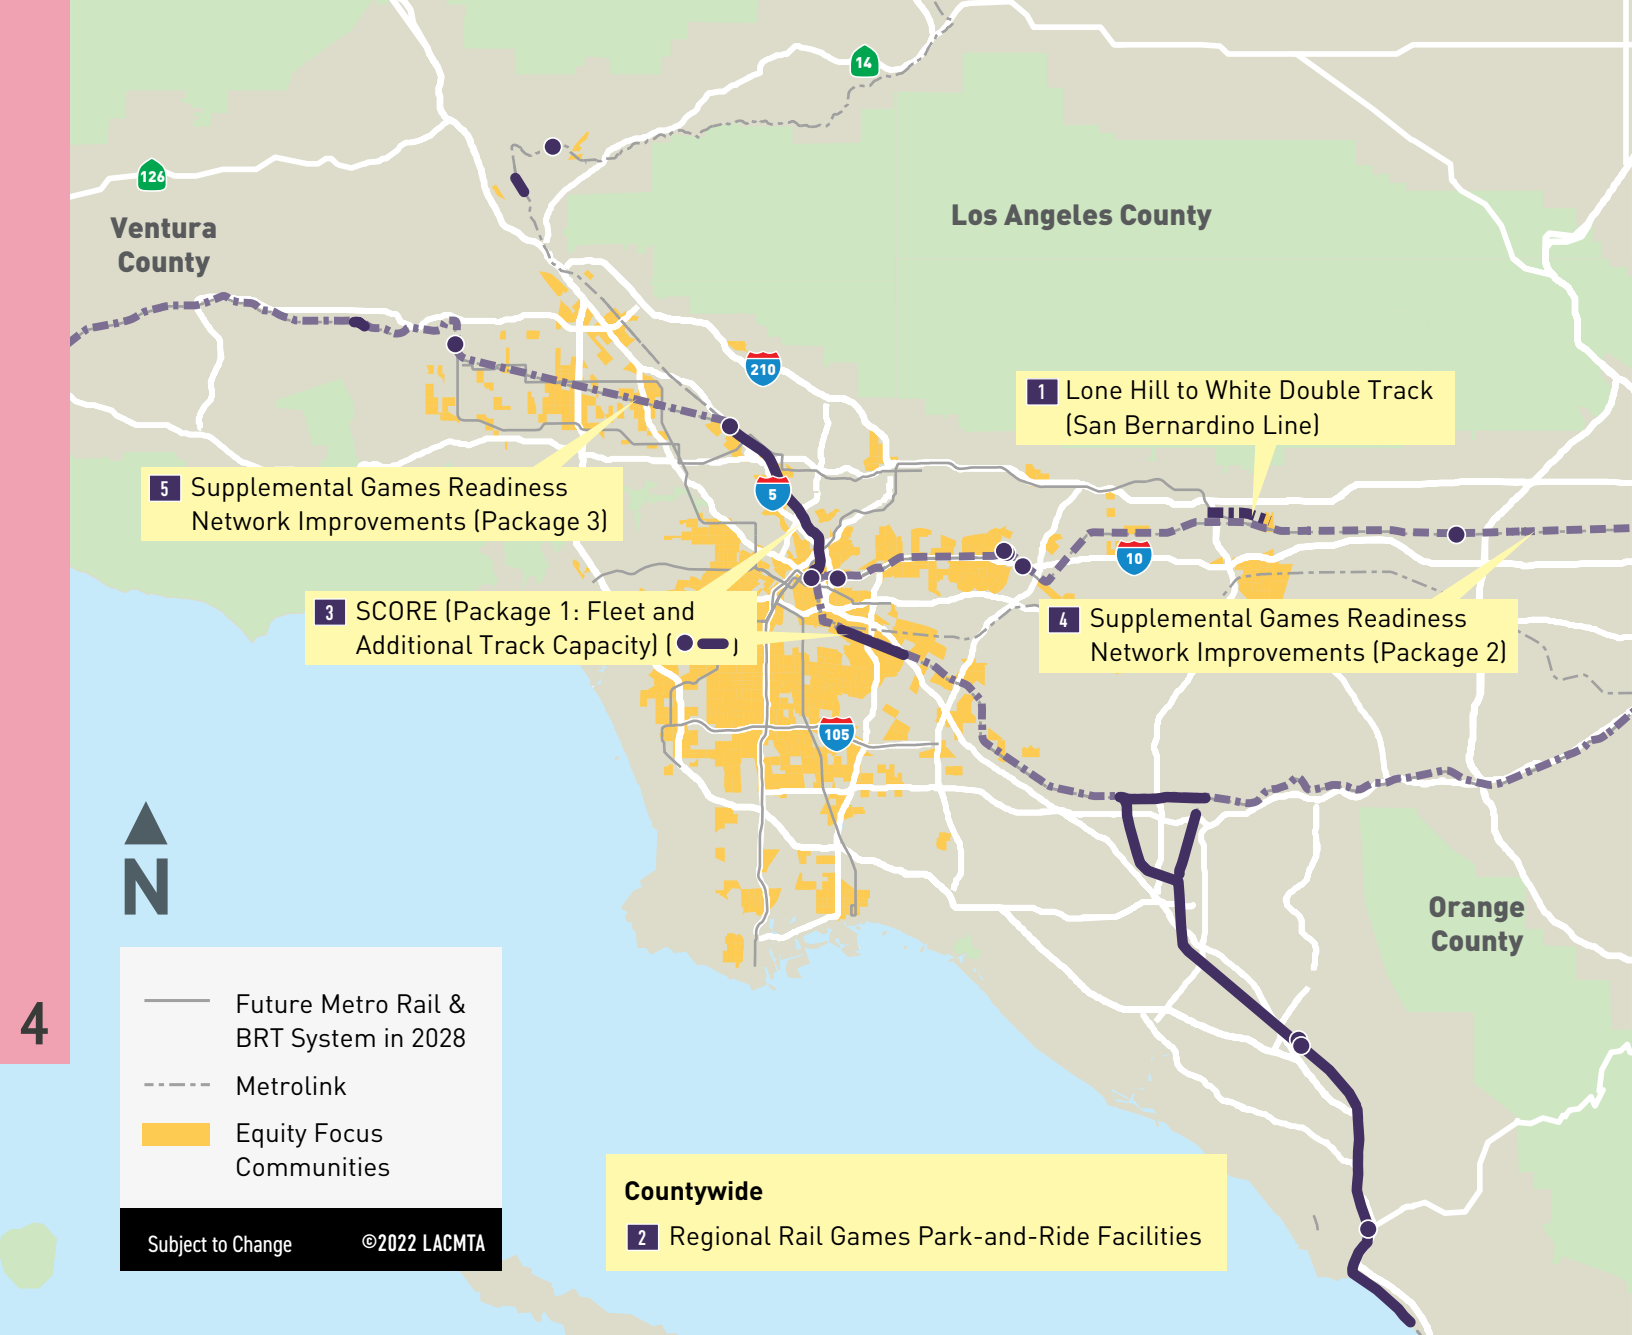 14
126
Ventura
County
Los Angeles County
210
1 Lone Hill to White Double Track
(San Bernardino Line)
5 Supplemental Games Readiness
Network Improvements (Package 3)
5
10
3 SCORE (Package 1: Fleet and
Additional Track Capacity) ( )
4 Supplemental Games Readiness
Network Improvements (Package 2)
105
N
Orange
County
4
Future Metro Rail &
BRT System in 2028
Metrolink
Equity Focus
Communities
Subject to Change ©2022 LACMTA
Countywide
2 Regional Rail Games Park-and-Ride Facilities